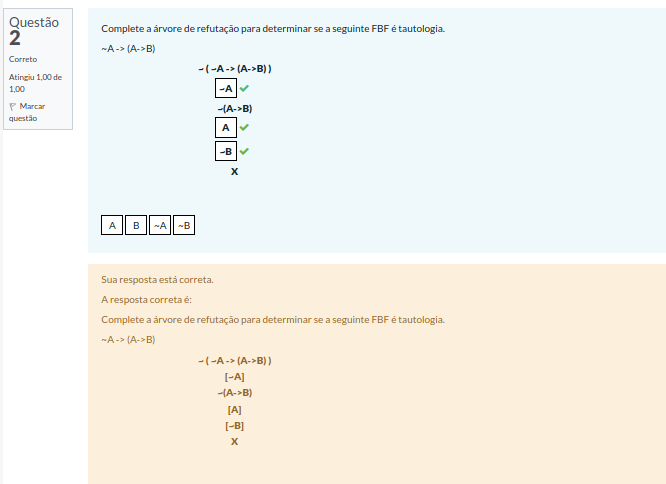 Questão
2
Correto
Atingiu 1,00 de
1,00
Marcar
questão
Complete a árvore de refutação para determinar se a seguinte FBF é tautologia.
~A -> (A->B)
~ ( ~A -> (A->B) )
~A
~(A->B)
A
~B
X
A B ~A ~B
Sua resposta está correta.
A resposta correta é:
Complete a árvore de refutação para determinar se a seguinte FBF é tautologia.
~A -> (A->B)
~ ( ~A -> (A->B) )
[~A]
~(A->B)
[A]
[~B]
X